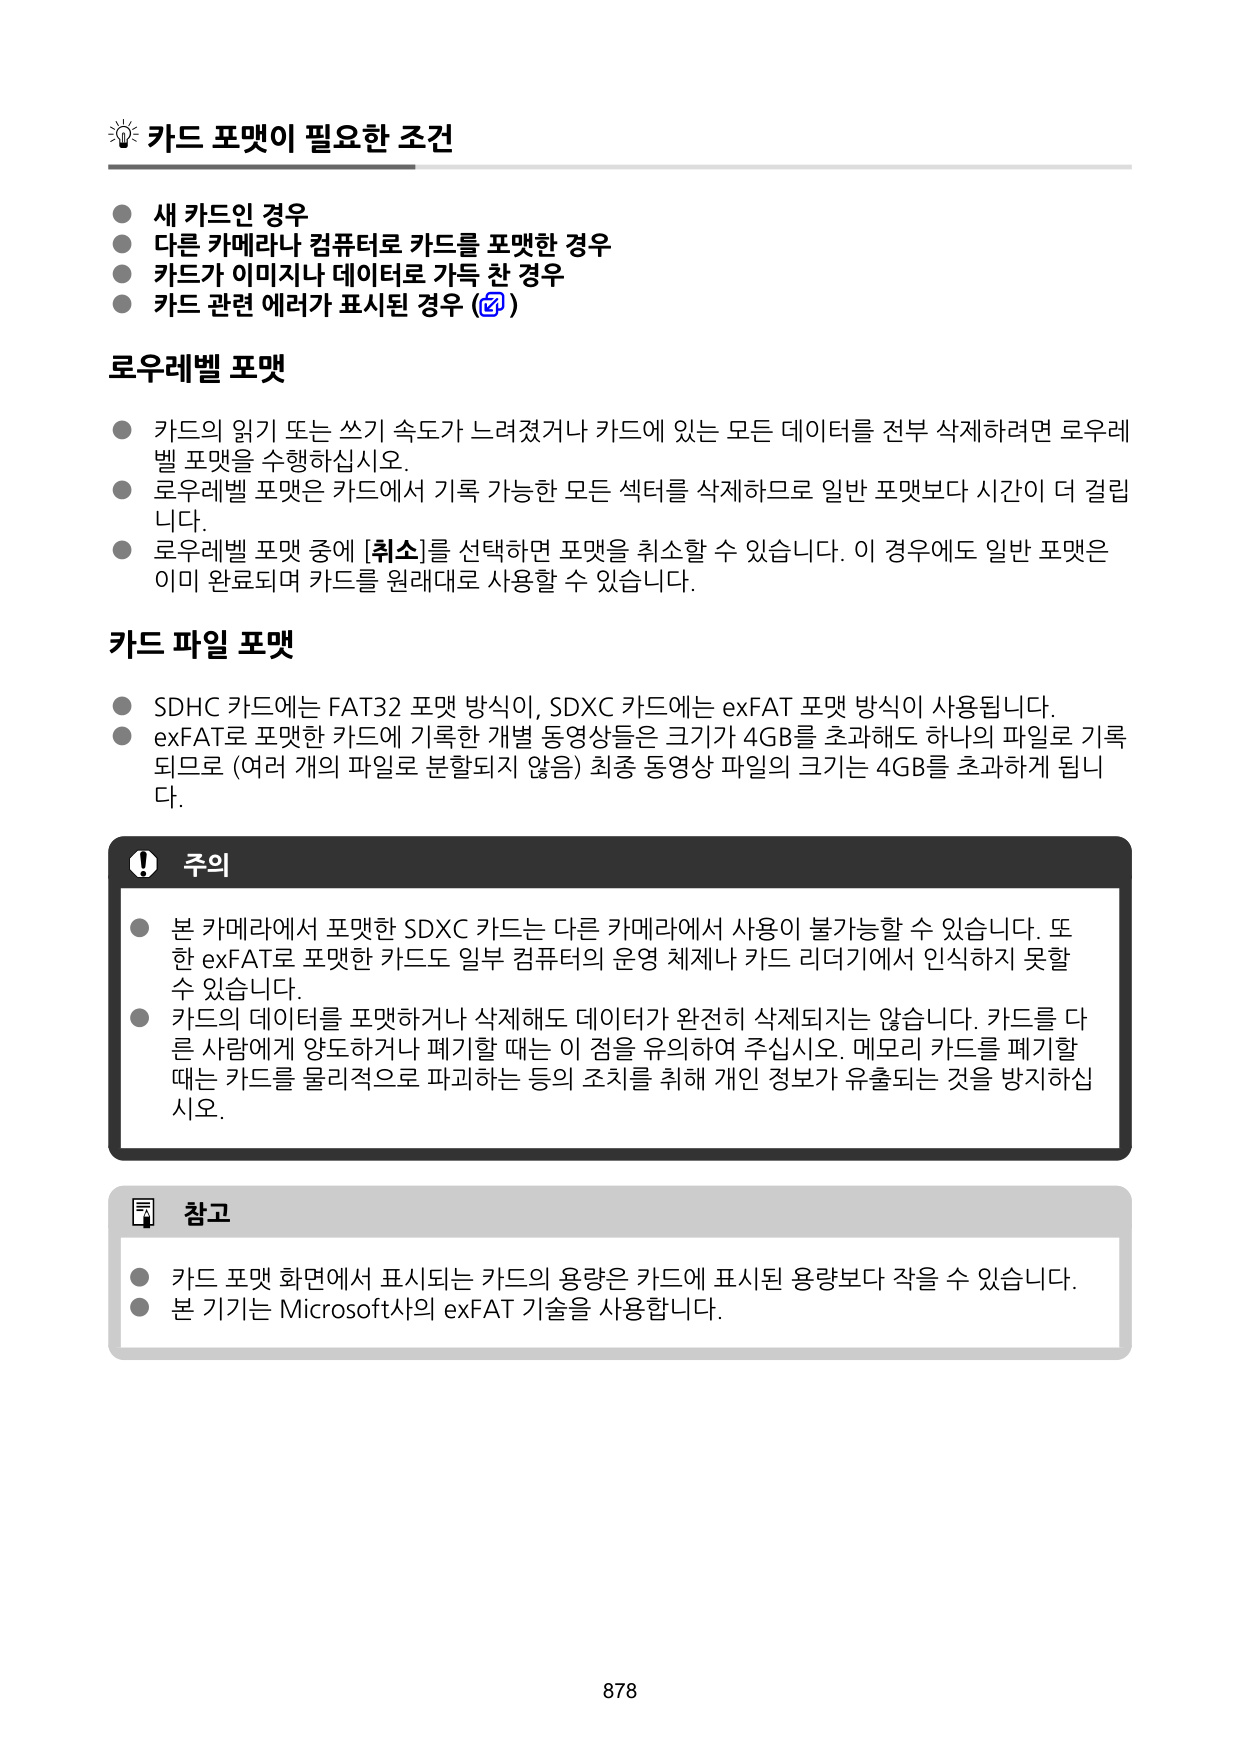 카드 포맷이 필요한 조건
● 새 카드인 경우
● 다른 카메라나 컴퓨터로 카드를 포맷한 경우
● 카드가 이미지나 데이터로 가득 찬 경우
● 카드 관련 에러가 표시된 경우 ( )
로우레벨 포맷
● 카드의 읽기 또는 쓰기 속도가 느려졌거나 카드에 있는 모든 데이터를 전부 삭제하려면 로우레
벨 포맷을 수행하십시오.
● 로우레벨 포맷은 카드에서 기록 가능한 모든 섹터를 삭제하므로 일반 포맷보다 시간이 더 걸립
니다.
● 로우레벨 포맷 중에 [취소]를 선택하면 포맷을 취소할 수 있습니다. 이 경우에도 일반 포맷은
이미 완료되며 카드를 원래대로 사용할 수 있습니다.
카드 파일 포맷
● SDHC 카드에는 FAT32 포맷 방식이, SDXC 카드에는 exFAT 포맷 방식이 사용됩니다.
● exFAT로 포맷한 카드에 기록한 개별 동영상들은 크기가 4GB를 초과해도 하나의 파일로 기록
되므로 (여러 개의 파일로 분할되지 않음) 최종 동영상 파일의 크기는 4GB를 초과하게 됩니
다.
주의
● 본 카메라에서 포맷한 SDXC 카드는 다른 카메라에서 사용이 불가능할 수 있습니다. 또
한 exFAT로 포맷한 카드도 일부 컴퓨터의 운영 체제나 카드 리더기에서 인식하지 못할
수 있습니다.
● 카드의 데이터를 포맷하거나 삭제해도 데이터가 완전히 삭제되지는 않습니다. 카드를 다
른 사람에게 양도하거나 폐기할 때는 이 점을 유의하여 주십시오. 메모리 카드를 폐기할
때는 카드를 물리적으로 파괴하는 등의 조치를 취해 개인 정보가 유출되는 것을 방지하십
시오.
참고
● 카드 포맷 화면에서 표시되는 카드의 용량은 카드에 표시된 용량보다 작을 수 있습니다.
● 본 기기는 Microsoft사의 exFAT 기술을 사용합니다.
878